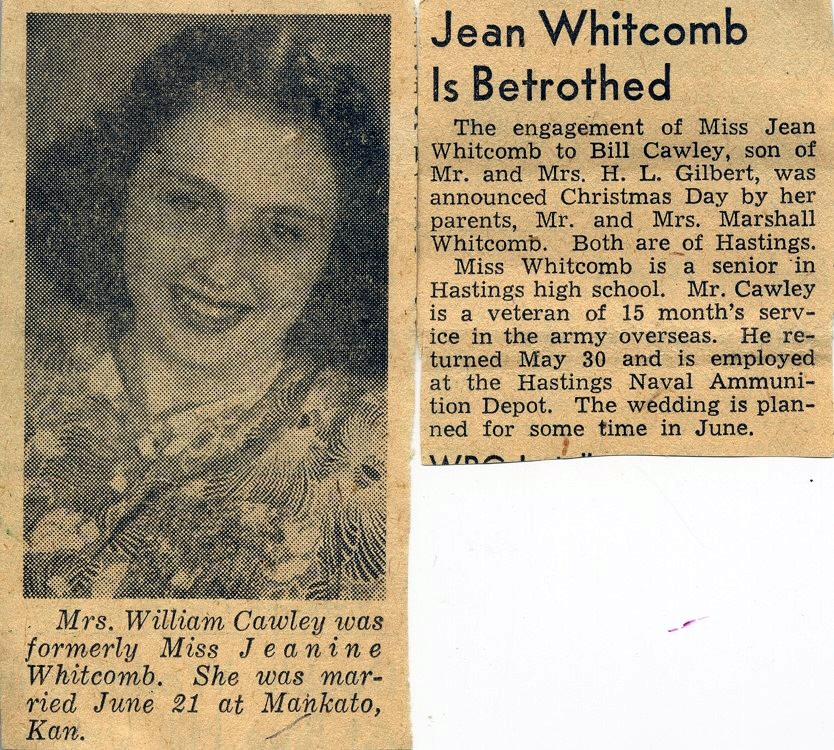 Jean Whitcomb
Is Betrothed
The engagement of Miss Jean
Whitcomb to Bill Cawley, son of
Mr. and Mrs. H. L. Gilbert, was
announced Christmas Day by her
parents, Mr. and Mrs. Marshall
Whitcomb. Both are of Hastings.
Miss Whitcomb is a senior in
Hastings high school. Mr. Cawley
is a veteran of 15 month's serv-
ice in the army overseas. He re-
turned May 30 and is employed
at the Hastings Naval Ammuni-
tion Depot. The wedding is plan-
ned for some time in June.
Mrs. William Cawley was
formerly Miss Jeanine
Whitcomb. She was mar-
ried June 21 at Mankato,
Kan.